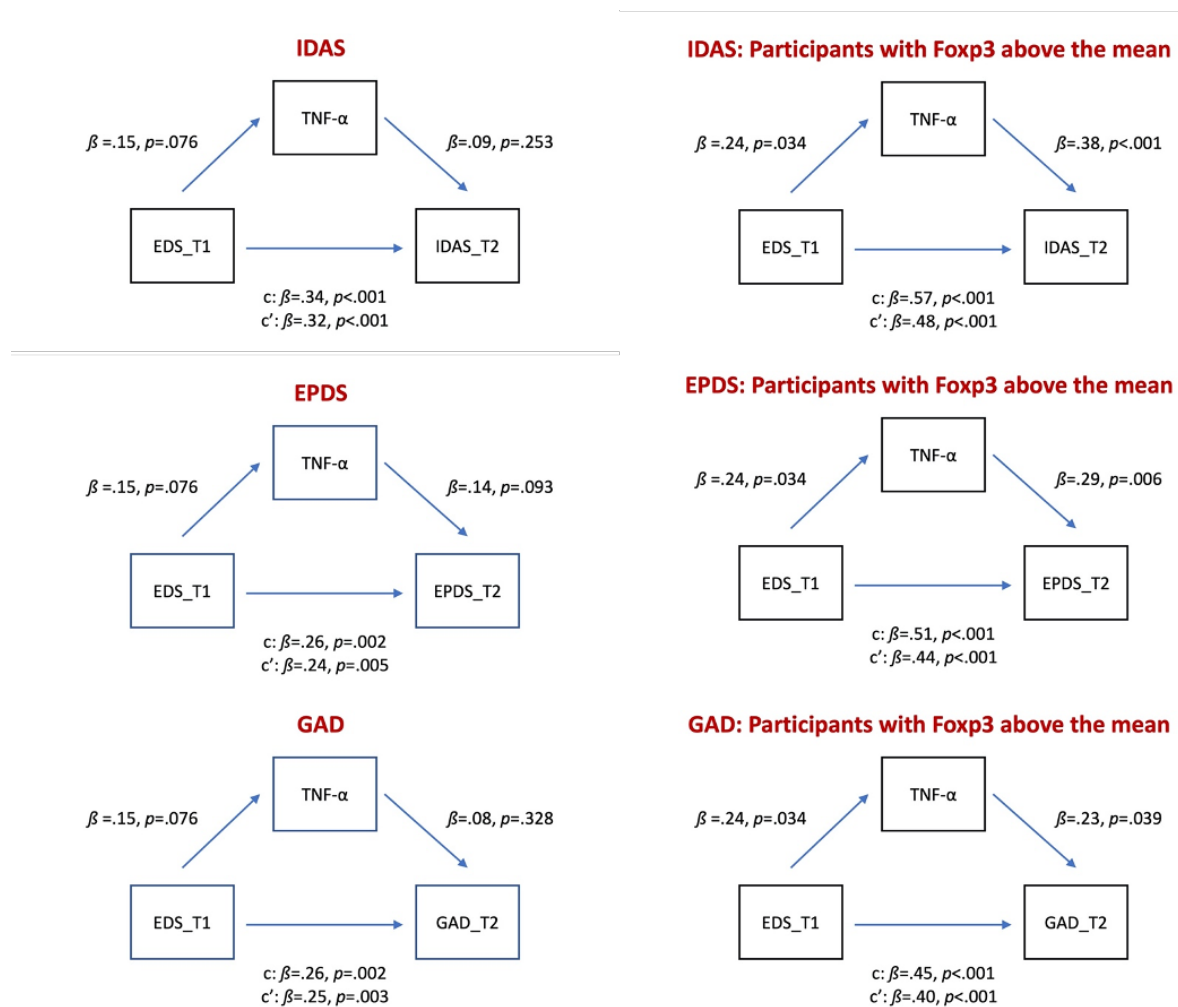 IDAS
TNF-α
ß =.15, p=.076
ß=.09, p=.253
EDS_T1
IDAS_T2
c: ß=.34, p<.001
c’: ß=.32, p<.001
IDAS: Participants with Foxp3 above the mean
TNF-α
ß =.24, p=.034
ß=.38, p<.001
EDS_T1
IDAS_T2
c: ß=.57, p<.001
c’: ß=.48, p<.001
EPDS
TNF-α
ß =.15, p=.076
ß=.14, p=.093
EDS_T1
EPDS_T2
c: ß=.26, p=.002
c’: ß=.24, p=.005
EPDS: Participants with Foxp3 above the mean
TNF-α
ß =.24, p=.034
ß=.29, p=.006
EDS_T1
EPDS_T2
c: ß=.51, p<.001
c’: ß=.44, p<.001
GAD
TNF-α
ß =.15, p=.076
ß=.08, p=.328
EDS_T1
GAD_T2
c: ß=.26, p=.002
c’: ß=.25, p=.003
GAD: Participants with Foxp3 above the mean
TNF-α
ß =.24, p=.034
ß=.23, p=.039
EDS_T1
GAD_T2
c: ß=.45, p<.001
c’: ß=.40, p<.001